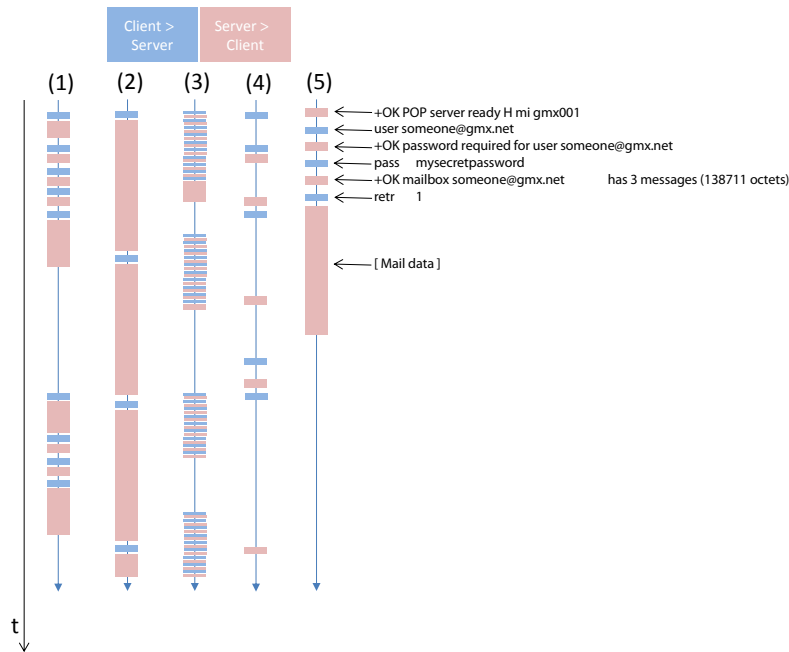 Client >
Server
Server >
Client
(1)
(2)
(3)
(4)
(5)
+OK POP server ready H mi gmx001
user someone@gmx.net
+OK password required for user someone@gmx.net
pass mysecretpassword
+OK mailbox someone@gmx.net has 3 messages (138711 octets)
retr 1
[ Mail data ]
t